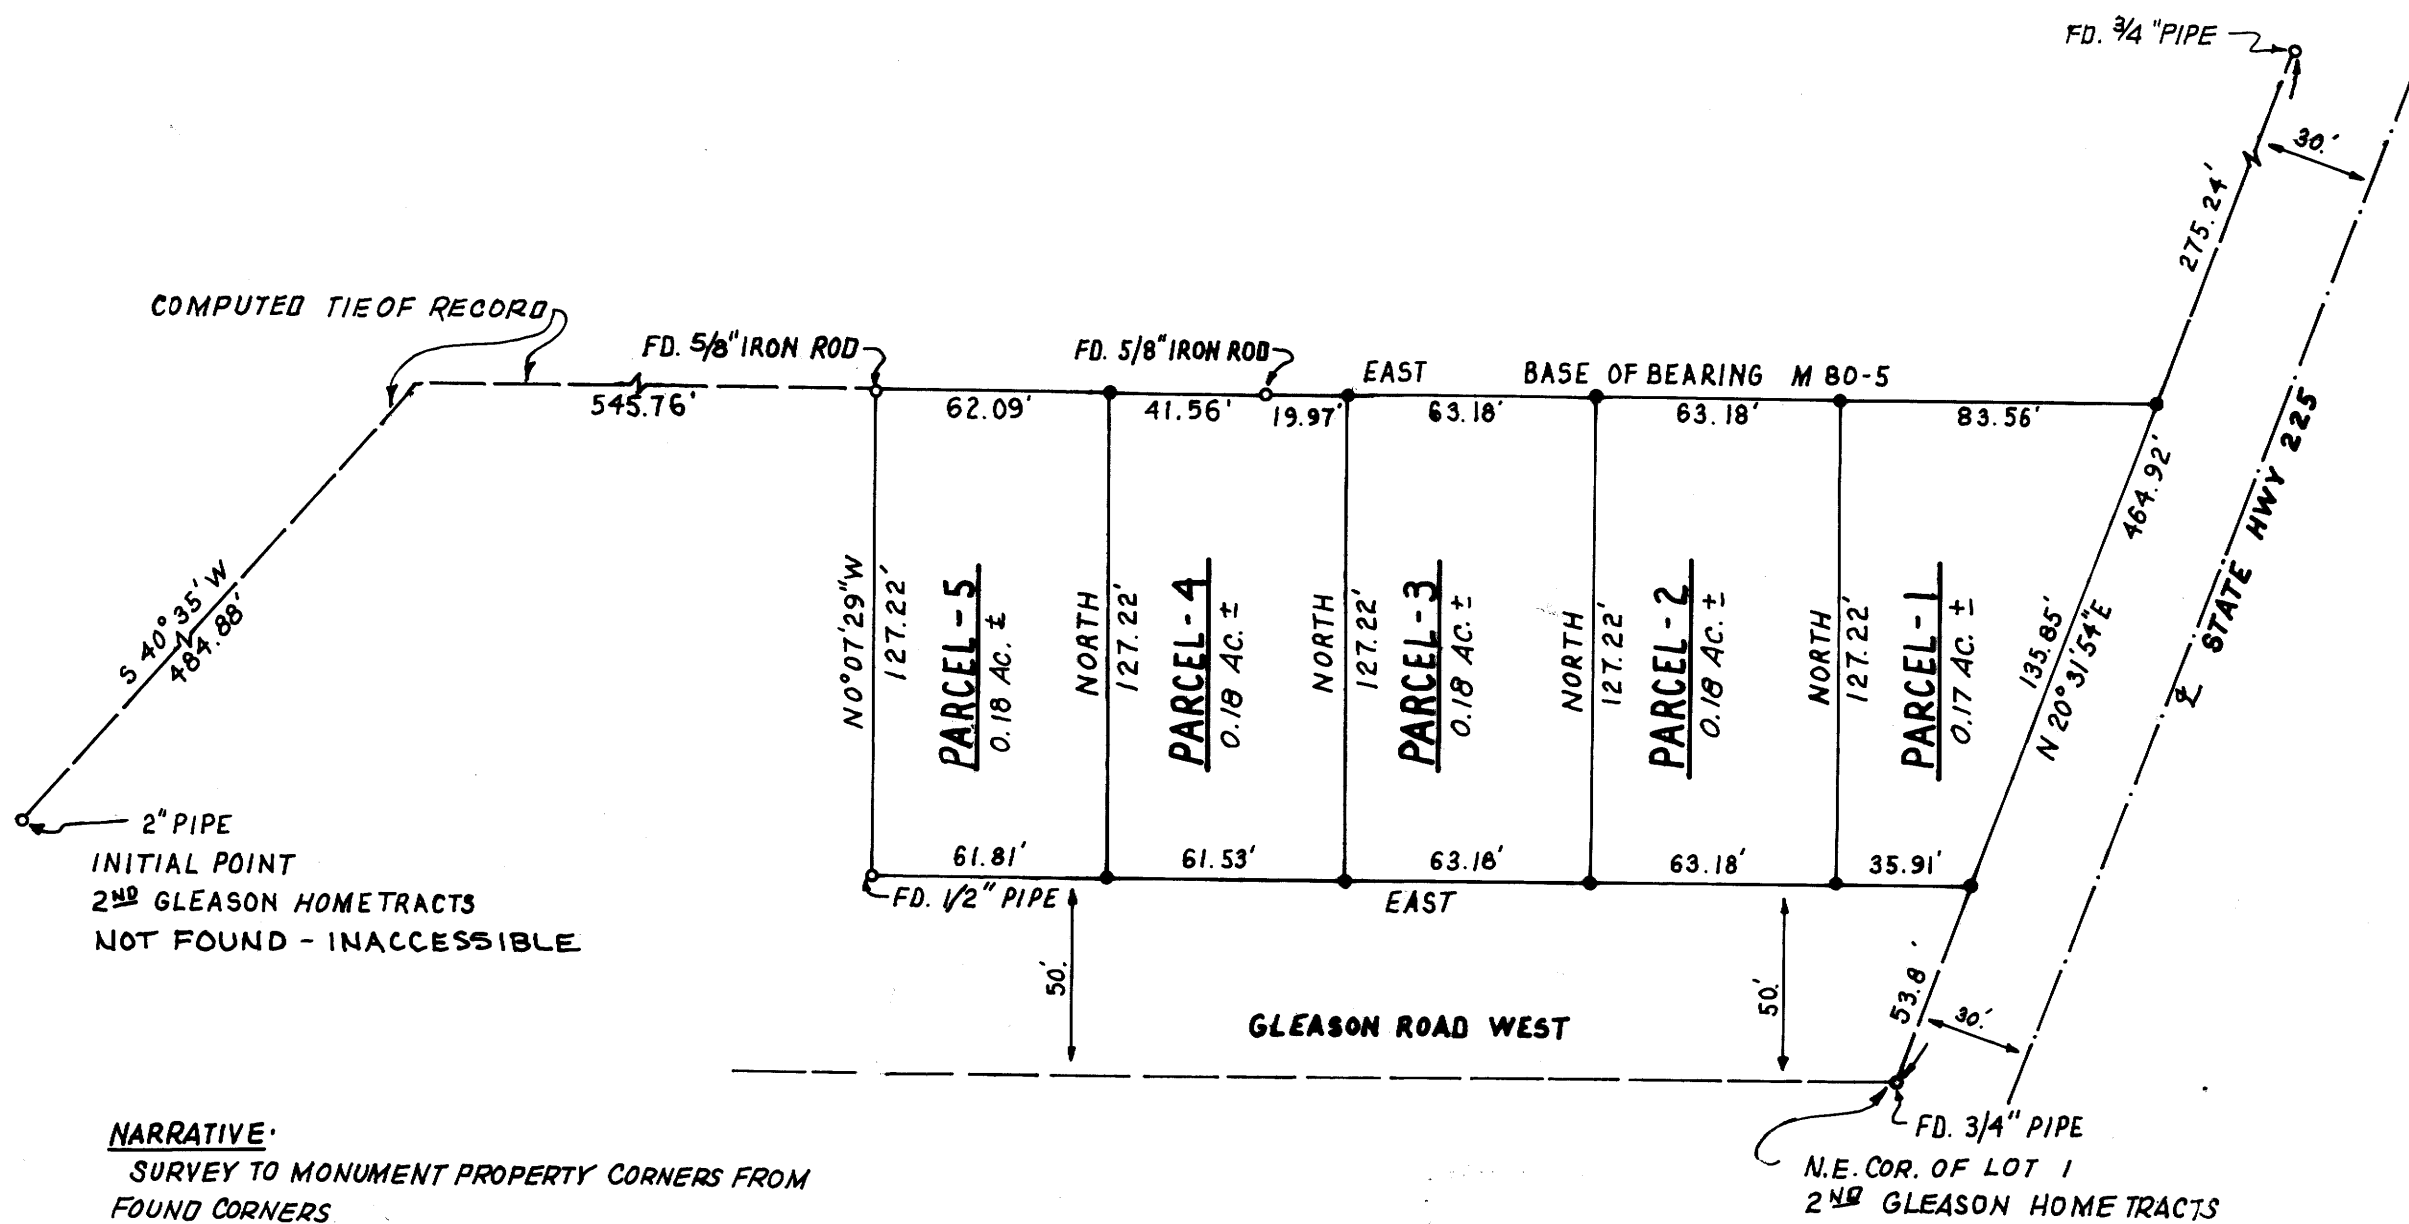 FD. 3/4" PIPE
30.'
275.24'
COMPUTED TIE OF RECORD
FD. 5/8" IRON ROD
FD. 5/8" IRON ROD
EAST
BASE OF BEARING M 80-5
545.76'
62.09'
41.56'
19.97'
63.18'
63.18'
83.56'
464.92'
STATE HWY 225
S 40° 35' W
484.88'
N0°07'29"W
127.22'
PARCEL-5
0.18 AC. ±
NORTH
127.22'
PARCEL-4
0.18 AC. ±
NORTH
127.22'
PARCEL-3
0.18 AC. ±
NORTH
127.22'
PARCEL-2
0.18 AC. ±
NORTH
127.22'
PARCEL-1
0.17 AC. ±
135.85'
N 20° 31' 54" E
℄
2" PIPE
INITIAL POINT
2ND GLEASON HOMETRACTS
NOT FOUND - INACCESSIBLE
61.81'
61.53'
63.18'
63.18'
35.91'
FD. 1/2" PIPE
EAST
50.'
50.'
53.8'
30.'
GLEASON ROAD WEST
FD. 3/4" PIPE
N.E. COR. OF LOT 1
2ND GLEASON HOME TRACTS
NARRATIVE.
SURVEY TO MONUMENT PROPERTY CORNERS FROM
FOUND CORNERS